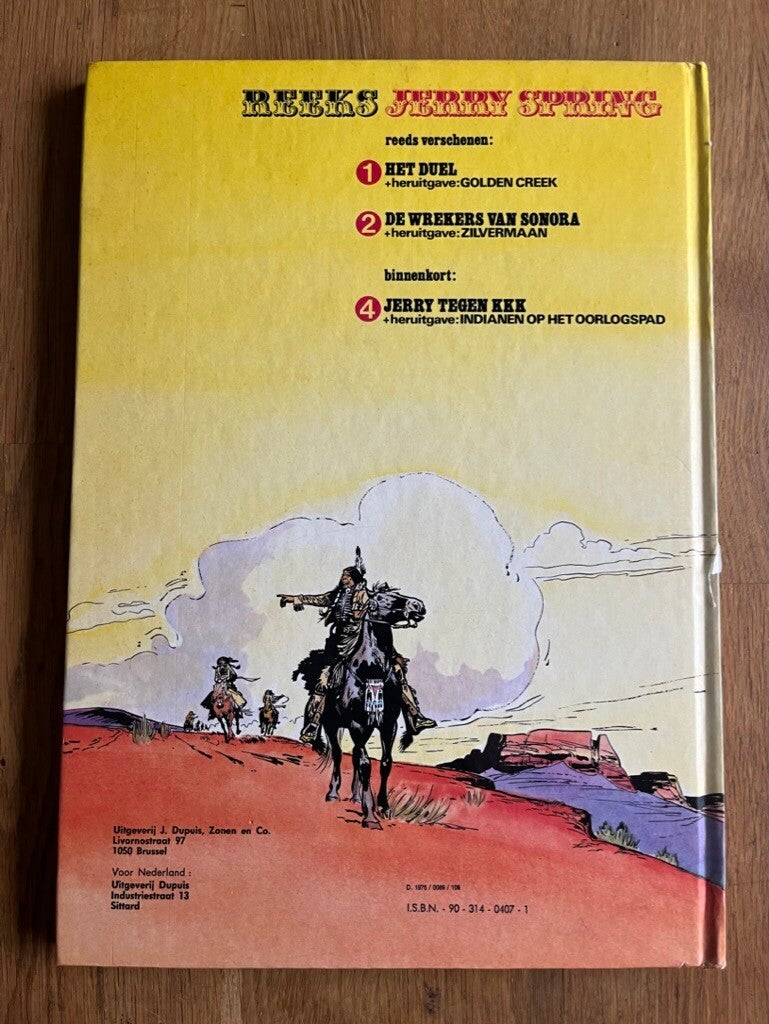 REEKS JERRY SPRING
reeds verschenen:
1 HET DUEL
+heruitgave: GOLDEN CREEK
2 DE WREKERS VAN SONORA
+heruitgave: ZILVERMAAN
binnenkort:
4 JERRY TEGEN KKK
+heruitgave: INDIANEN OP HET OORLOGSPAD
Uitgeverij J. Dupuis, Zonen en Co.
Livornostraat 97
1050 Brussel
Voor Nederland :
Uitgeverij Dupuis
Industriestraat 13
Sittard
D. 1976 / 0089 / 108
I.S.B.N. - 90 - 314 - 0407 - 1